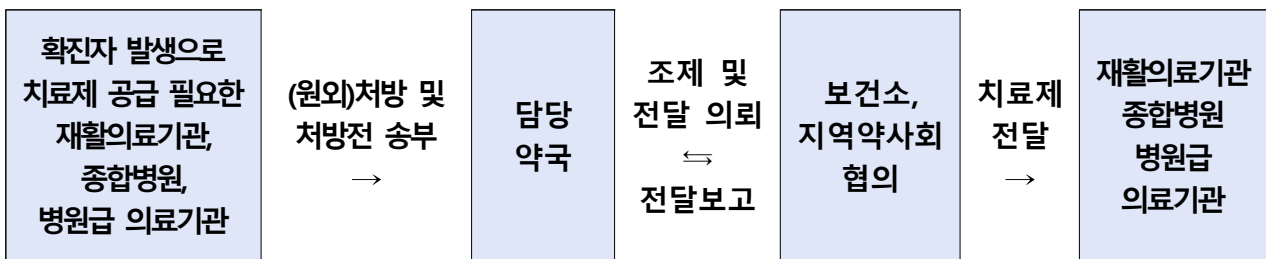 확진자 발생으로
치료제 공급 필요한
재활의료기관,
종합병원,
병원급 의료기관
(원외)처방 및
처방전 송부
→
담당
약국
조제 및
전달 의뢰
⇆
전달보고
보건소,
지역약사회
협의
치료제
전달
→
재활의료기관
종합병원
병원급
의료기관